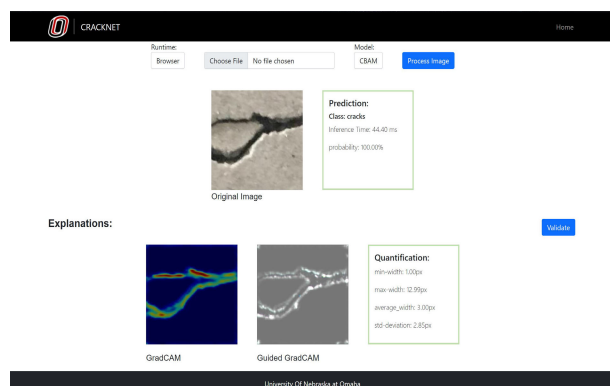 CRACKNET
Home
Runtime:
Browser
Choose File No file chosen
Model:
CBAM
Process Image
Prediction:
Class: cracks
Inference Time: 44.40 ms
probability: 100.00%
Original Image
Explanations:
Validate
Quantification:
min-width: 1.00px
max-width: 12.99px
average_width: 3.00px
std-deviation: 2.85px
GradCAM
Guided GradCAM
University Of Nebraska at Omaha